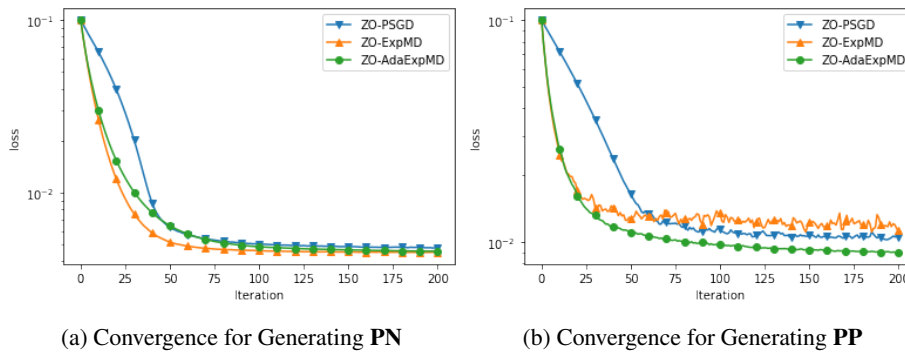 ZO-PSGD
ZO-ExpMD
ZO-AdaExpMD
10⁻¹
10⁻²
loss
0 25 50 75 100 125 150 175 200
Iteration
(a) Convergence for Generating PN
ZO-PSGD
ZO-ExpMD
ZO-AdaExpMD
10⁻¹
10⁻²
loss
0 25 50 75 100 125 150 175 200
Iteration
(b) Convergence for Generating PP